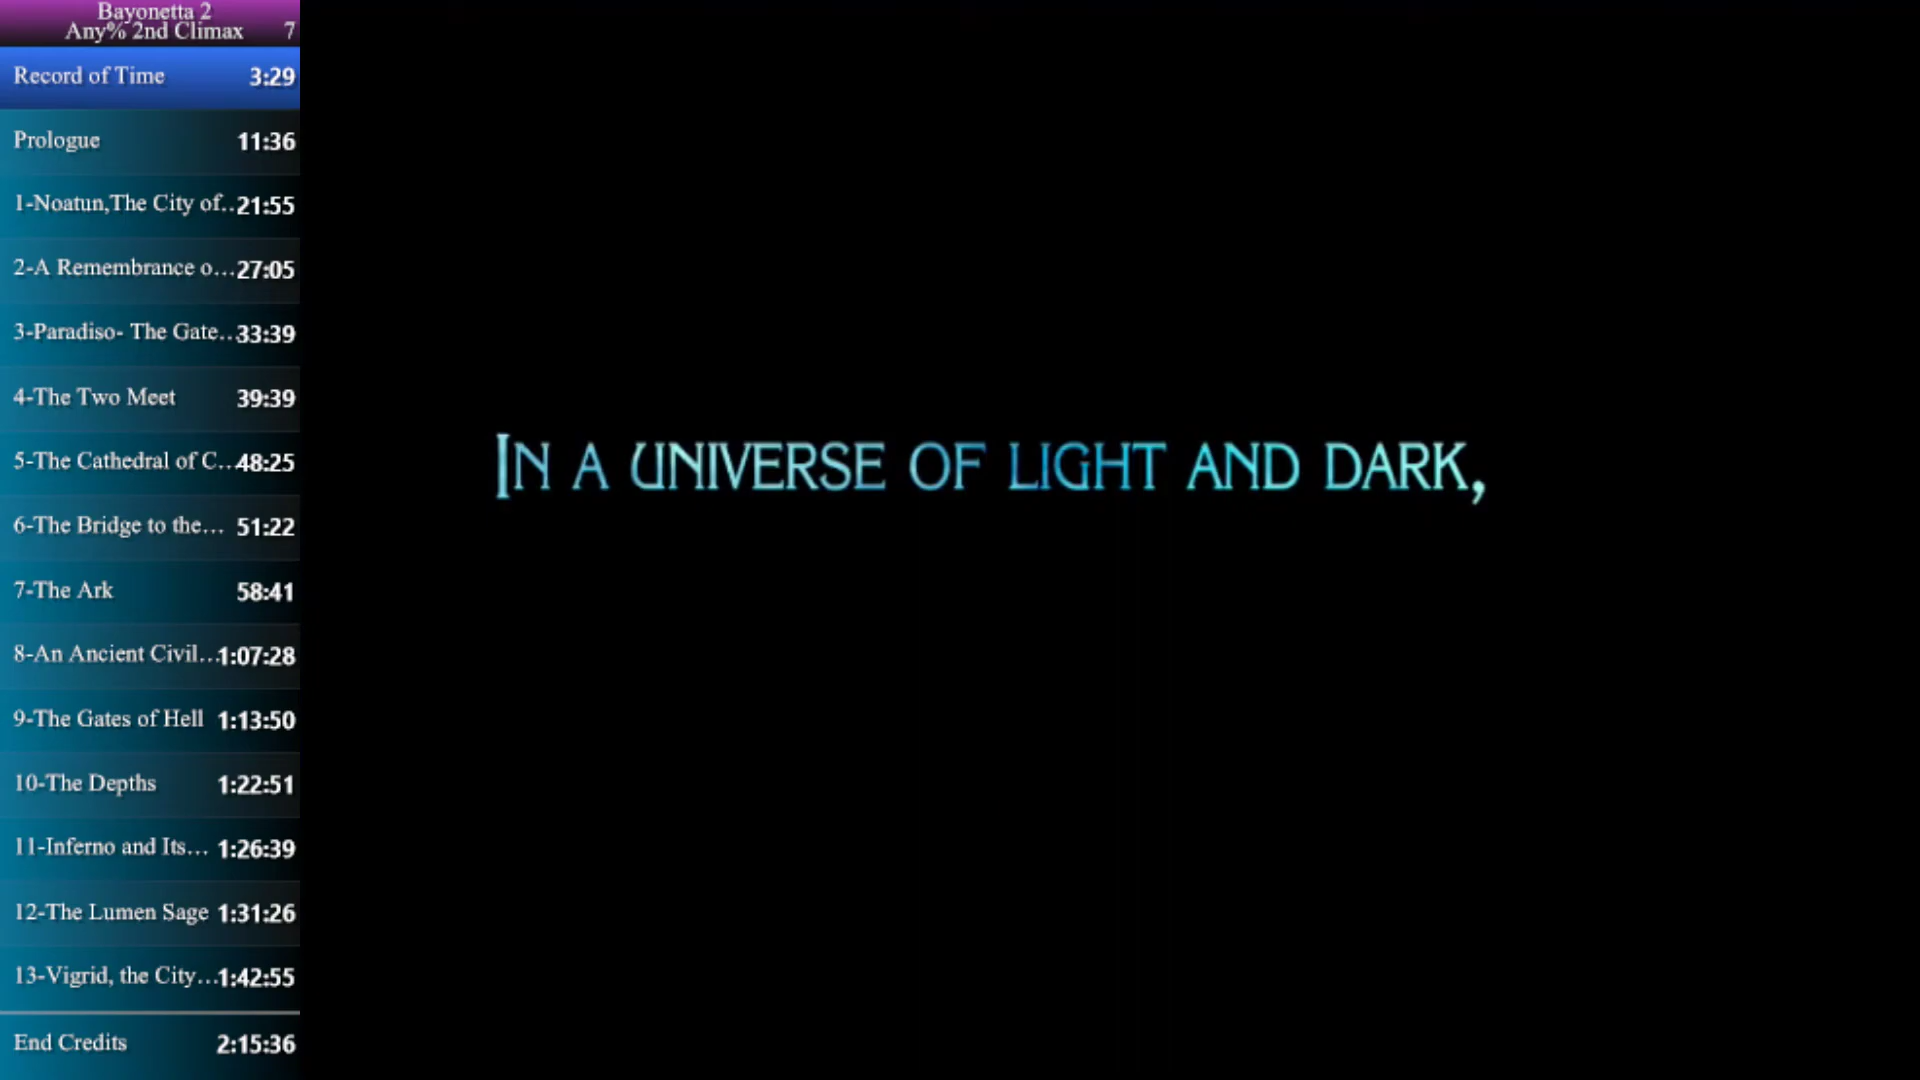 Bayonetta 2
Any% 2nd Climax 7
Record of Time 3:29
Prologue 11:36
1-Noatun,The City of... 21:55
2-A Remembrance o... 27:05
3-Paradiso- The Gate... 33:39
4-The Two Meet 39:39
5-The Cathedral of C... 48:25
6-The Bridge to the... 51:22
7-The Ark 58:41
8-An Ancient Civil... 1:07:28
9-The Gates of Hell 1:13:50
10-The Depths 1:22:51
11-Inferno and Its... 1:26:39
12-The Lumen Sage 1:31:26
13-Vigrid, the City... 1:42:55
End Credits 2:15:36
IN A UNIVERSE OF LIGHT AND DARK,